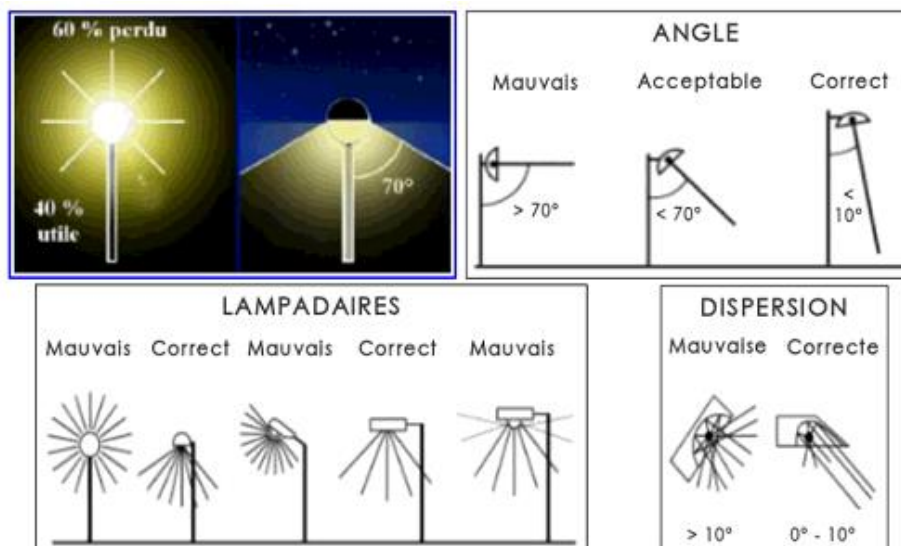 60 % perdu
40 %
utile
70°
ANGLE
Mauvais Acceptable Correct
> 70°
< 70°
<
10°
LAMPADAIRES
Mauvais Correct Mauvais Correct Mauvais
DISPERSION
Mauvaise Correcte
> 10° 0° - 10°